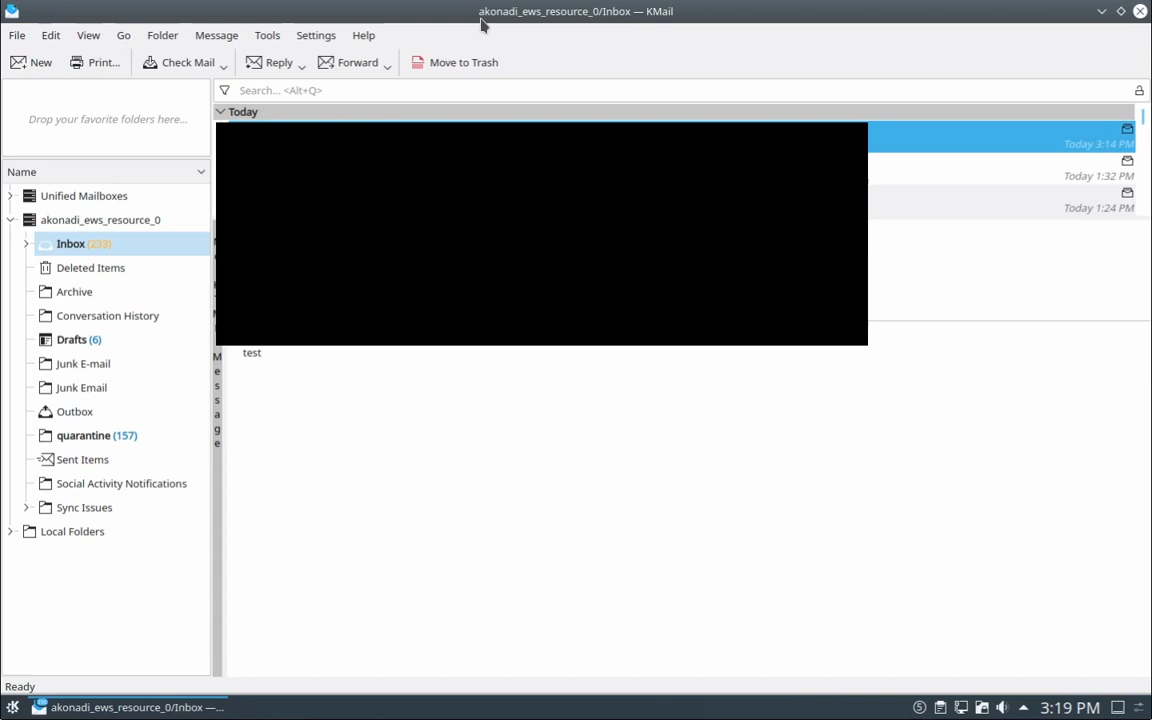 akonadi_ews_resource_0/Inbox — KMail
File Edit View Go Folder Message Tools Settings Help
New Print... Check Mail Reply Forward Move to Trash
Drop your favorite folders here...
Search... <Alt+Q>
Today
Today 3:14 PM
Today 1:32 PM
Today 1:24 PM
Name
Unified Mailboxes
akonadi_ews_resource_0
Inbox (233)
Deleted Items
Archive
Conversation History
Drafts (6)
Junk E-mail
Junk Email
Outbox
quarantine (157)
Sent Items
Social Activity Notifications
Sync Issues
Local Folders
test
Message
Ready
akonadi_ews_resource_0/Inbox —...
3:19 PM